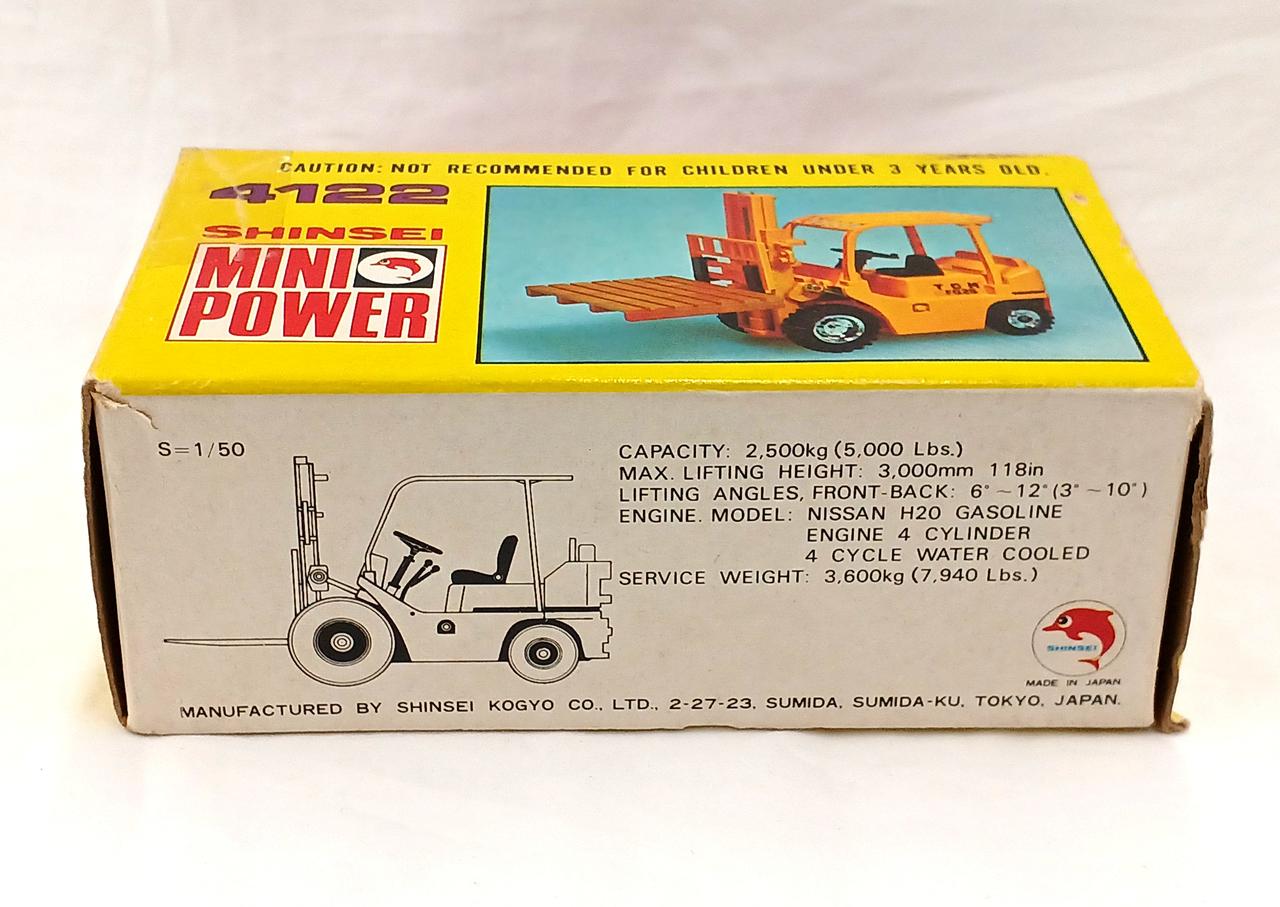 CAUTION: NOT RECOMMENDED FOR CHILDREN UNDER 3 YEARS OLD.
4122
SHINSEI
MINI
POWER
T.C.M
FD25
S=1/50
CAPACITY: 2,500kg (5,000 Lbs.)
MAX. LIFTING HEIGHT: 3,000mm 118in
LIFTING ANGLES, FRONT-BACK: 6°~12° (3°~10°)
ENGINE. MODEL: NISSAN H20 GASOLINE
ENGINE 4 CYLINDER
4 CYCLE WATER COOLED
SERVICE WEIGHT: 3,600kg (7,940 Lbs.)
SHINSEI
MADE IN JAPAN
MANUFACTURED BY SHINSEI KOGYO CO., LTD., 2-27-23, SUMIDA, SUMIDA-KU, TOKYO, JAPAN.